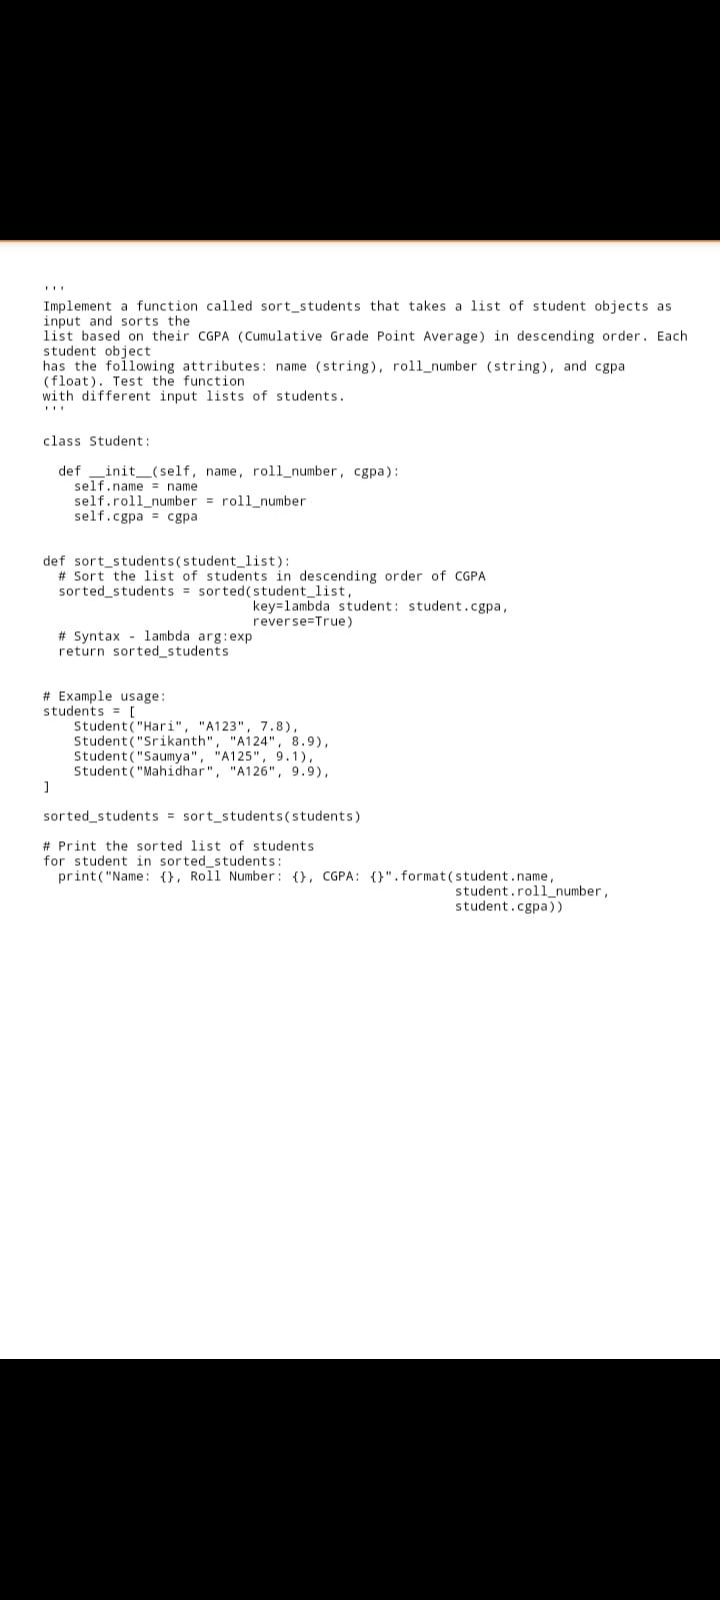 '''
Implement a function called sort_students that takes a list of student objects as
input and sorts the
list based on their CGPA (Cumulative Grade Point Average) in descending order. Each
student object
has the following attributes: name (string), roll_number (string), and cgpa
(float). Test the function
with different input lists of students.
'''

class Student:

  def __init__(self, name, roll_number, cgpa):
    self.name = name
    self.roll_number = roll_number
    self.cgpa = cgpa


def sort_students(student_list):
  # Sort the list of students in descending order of CGPA
  sorted_students = sorted(student_list,
                           key=lambda student: student.cgpa,
                           reverse=True)
  # Syntax - lambda arg:exp
  return sorted_students


# Example usage:
students = [
    Student("Hari", "A123", 7.8),
    Student("Srikanth", "A124", 8.9),
    Student("Saumya", "A125", 9.1),
    Student("Mahidhar", "A126", 9.9),
]

sorted_students = sort_students(students)

# Print the sorted list of students
for student in sorted_students:
  print("Name: {}, Roll Number: {}, CGPA: {}".format(student.name,
                                                     student.roll_number,
                                                     student.cgpa))